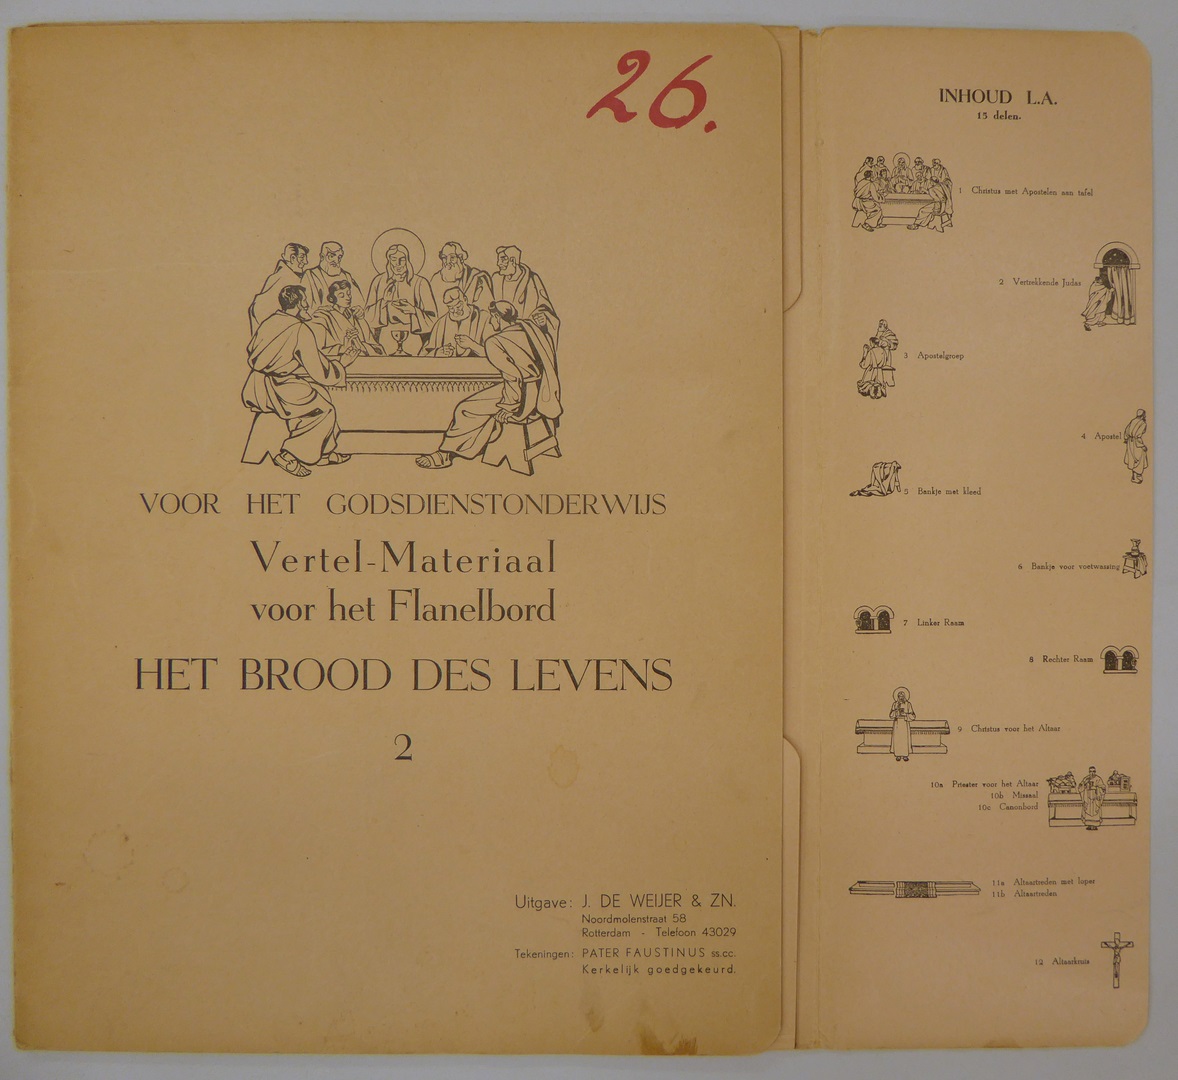 26.
VOOR HET GODSDIENSTONDERWIJS
Vertel-Materiaal
voor het Flanelbord
HET BROOD DES LEVENS
2
Uitgave: J. DE WEIJER & ZN.
Noordmolenstraat 58
Rotterdam - Telefoon 43029
Tekeningen: PATER FAUSTINUS ss.cc.
Kerkelijk goedgekeurd.
INHOUD L.A.
15 delen.
1 Christus met Apostelen aan tafel
2 Vertrekkende Judas
3 Apostelgroep
4 Apostel
5 Bankje met kleed
6 Bankje voor voetwassing
7 Linker Raam
8 Rechter Raam
9 Christus voor het Altaar
10a Priester voor het Altaar
10b Missaal
10c Canonbord
11a Altaartreden met loper
11b Altaartreden
12 Altaarkruis